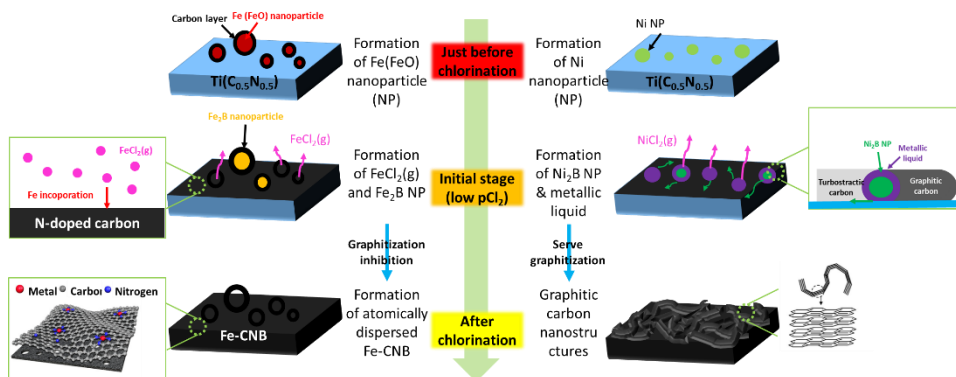 Carbon layer
Fe (FeO) nanoparticle
Ti(C0.5N0.5)
Formation
of Fe(FeO)
nanoparticle
(NP)
Just before
chlorination
Formation
of Ni
nanoparticle
(NP)
Ni NP
Ti(C0.5N0.5)
FeCl2(g)
Fe incoporation
N-doped carbon
Fe2B nanoparticle
FeCl2(g)
Formation
of FeCl2(g)
and Fe2B NP
Initial stage
(low pCl2)
Formation
of Ni2B NP
& metallic
liquid
NiCl2(g)
Ni2B NP
Metallic
liquid
Turbostractic
carbon
Graphitic
carbon
Graphitization
inhibition
Serve
graphitization
Metal
Carbon
Nitrogen
Fe-CNB
Formation
of atomically
dispersed
Fe-CNB
After
chlorination
Graphitic
carbon
nanostru
ctures